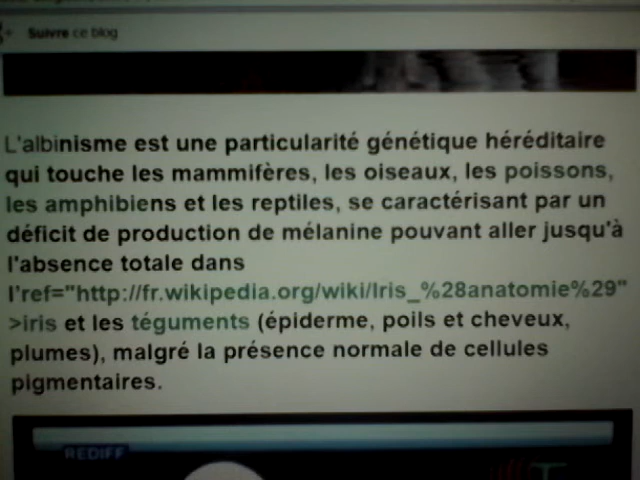 Suivre ce blog
L'albinisme est une particularité génétique héréditaire
qui touche les mammifères, les oiseaux, les poissons,
les amphibiens et les reptiles, se caractérisant par un
déficit de production de mélanine pouvant aller jusqu'à
l'absence totale dans
l'ref="http://fr.wikipedia.org/wiki/Iris_%28anatomie%29"
>iris et les téguments (épiderme, poils et cheveux,
plumes), malgré la présence normale de cellules
pigmentaires.
REDIFF